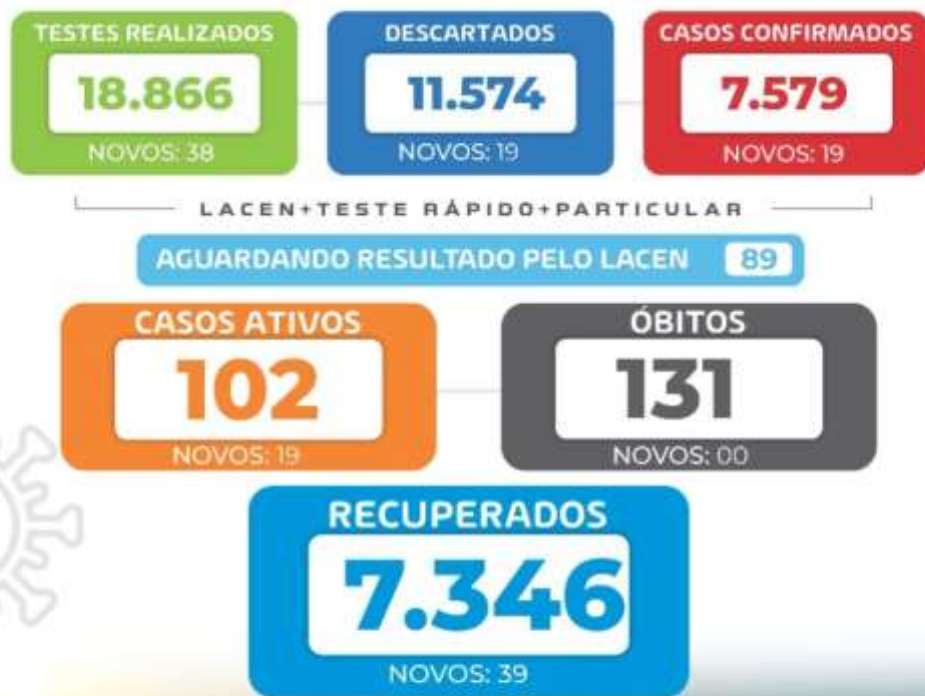 TESTES REALIZADOS
18.866
NOVOS: 38
DESCARTADOS
11.574
NOVOS: 19
CASOS CONFIRMADOS
7.579
NOVOS: 19
LACEN+TESTE RÁPIDO+PARTICULAR
AGUARDANDO RESULTADO PELO LACEN 89
CASOS ATIVOS
102
NOVOS: 19
ÓBITOS
131
NOVOS: 00
RECUPERADOS
7.346
NOVOS: 39